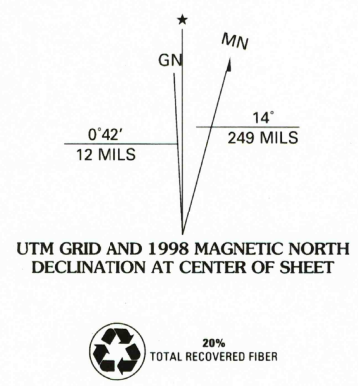 ★
MN
GN
0°42′
12 MILS
14°
249 MILS
UTM GRID AND 1998 MAGNETIC NORTH
DECLINATION AT CENTER OF SHEET
20%
TOTAL RECOVERED FIBER